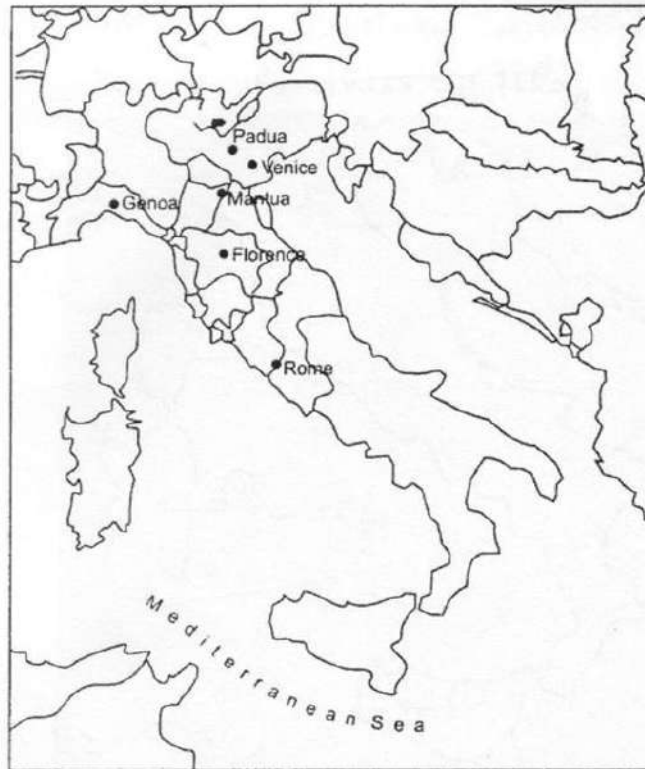 Padua
Venice
Mantua
Genoa
Florence
Rome
Mediterranean Sea